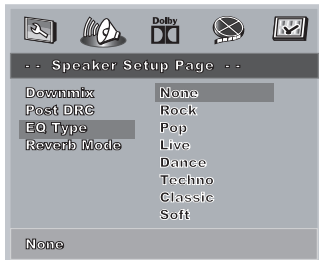 Dolby
-- Speaker Setup Page --
Downmix
Post DRC
EQ Type
Reverb Mode
None
Rock
Pop
Live
Dance
Techno
Classic
Soft
None